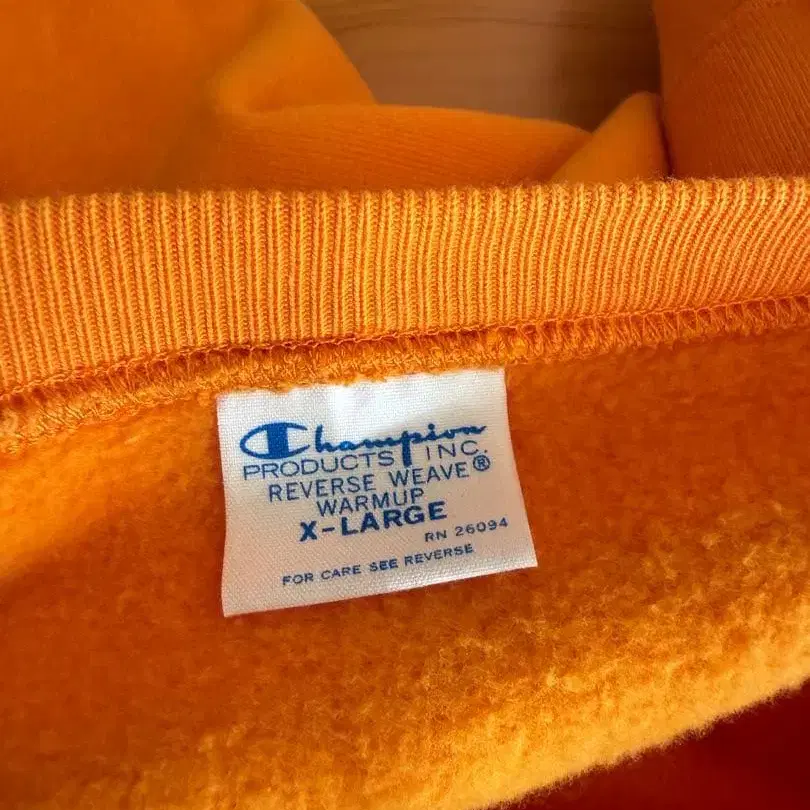 Champion
PRODUCTS INC.
REVERSE WEAVE®
WARMUP
X-LARGE
RN 26094
FOR CARE SEE REVERSE